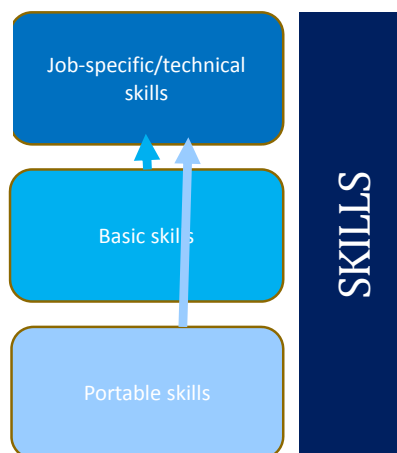 Job-specific/technical
skills
Basic skills
Portable skills
SKILLS